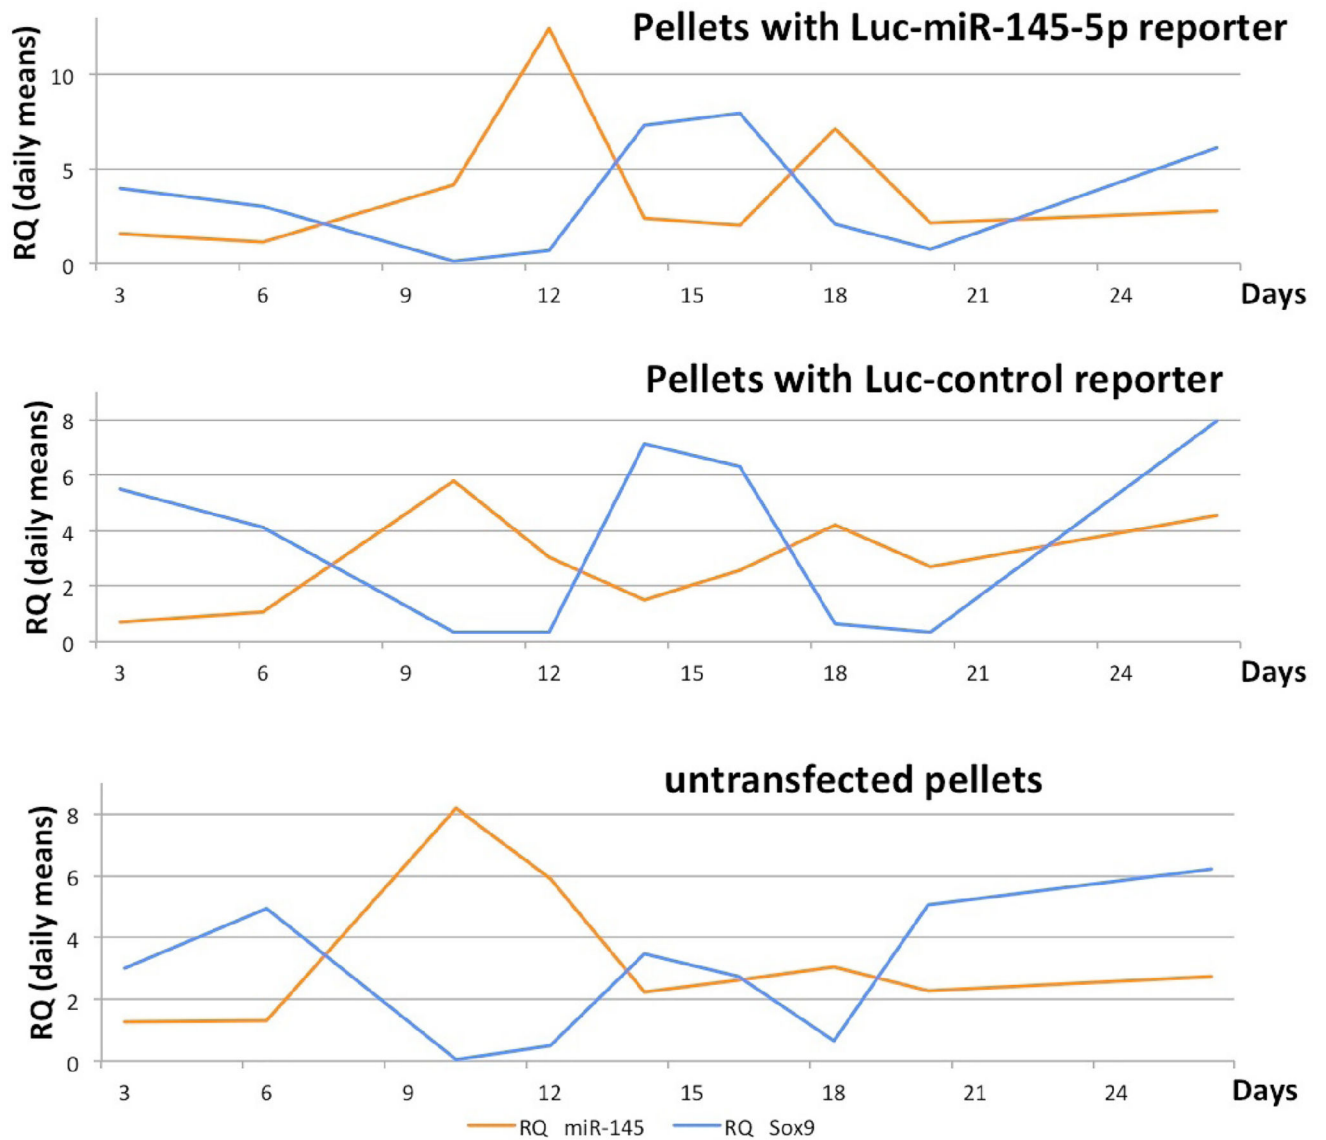 Pellets with Luc-miR-145-5p reporter
RQ (daily means)
10
5
0
3 6 9 12 15 18 21 24 Days
Pellets with Luc-control reporter
RQ (daily means)
8
6
4
2
0
3 6 9 12 15 18 21 24 Days
untransfected pellets
RQ (daily means)
8
6
4
2
0
3 6 9 12 15 18 21 24 Days
RQ miR-145 RQ Sox9